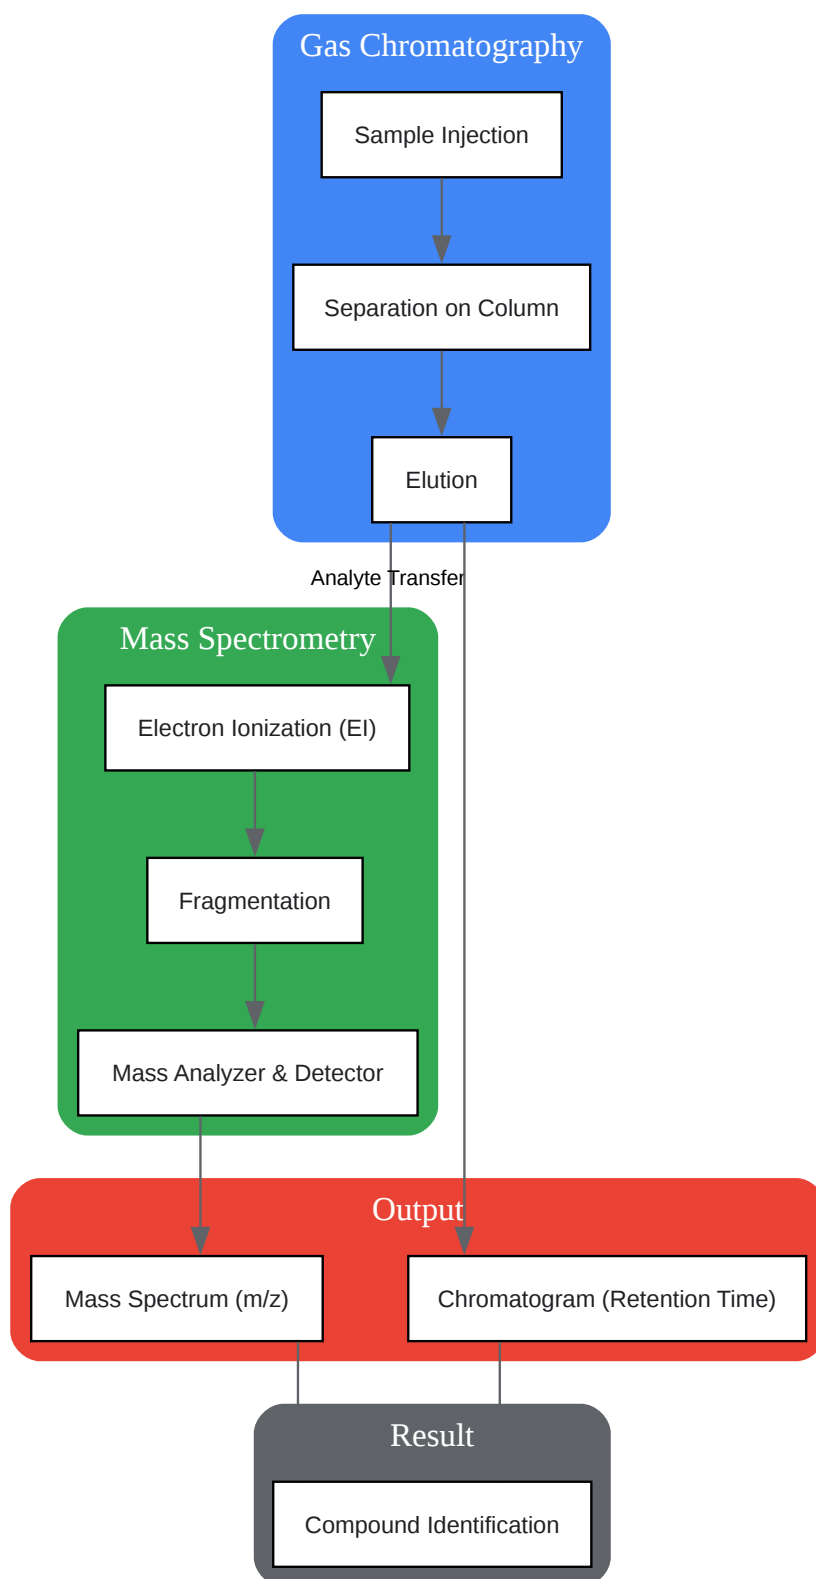 Gas Chromatography
Sample Injection
Separation on Column
Elution
Analyte Transfer
Mass Spectrometry
Electron Ionization (EI)
Fragmentation
Mass Analyzer & Detector
Output
Mass Spectrum (m/z)
Chromatogram (Retention Time)
Result
Compound Identification